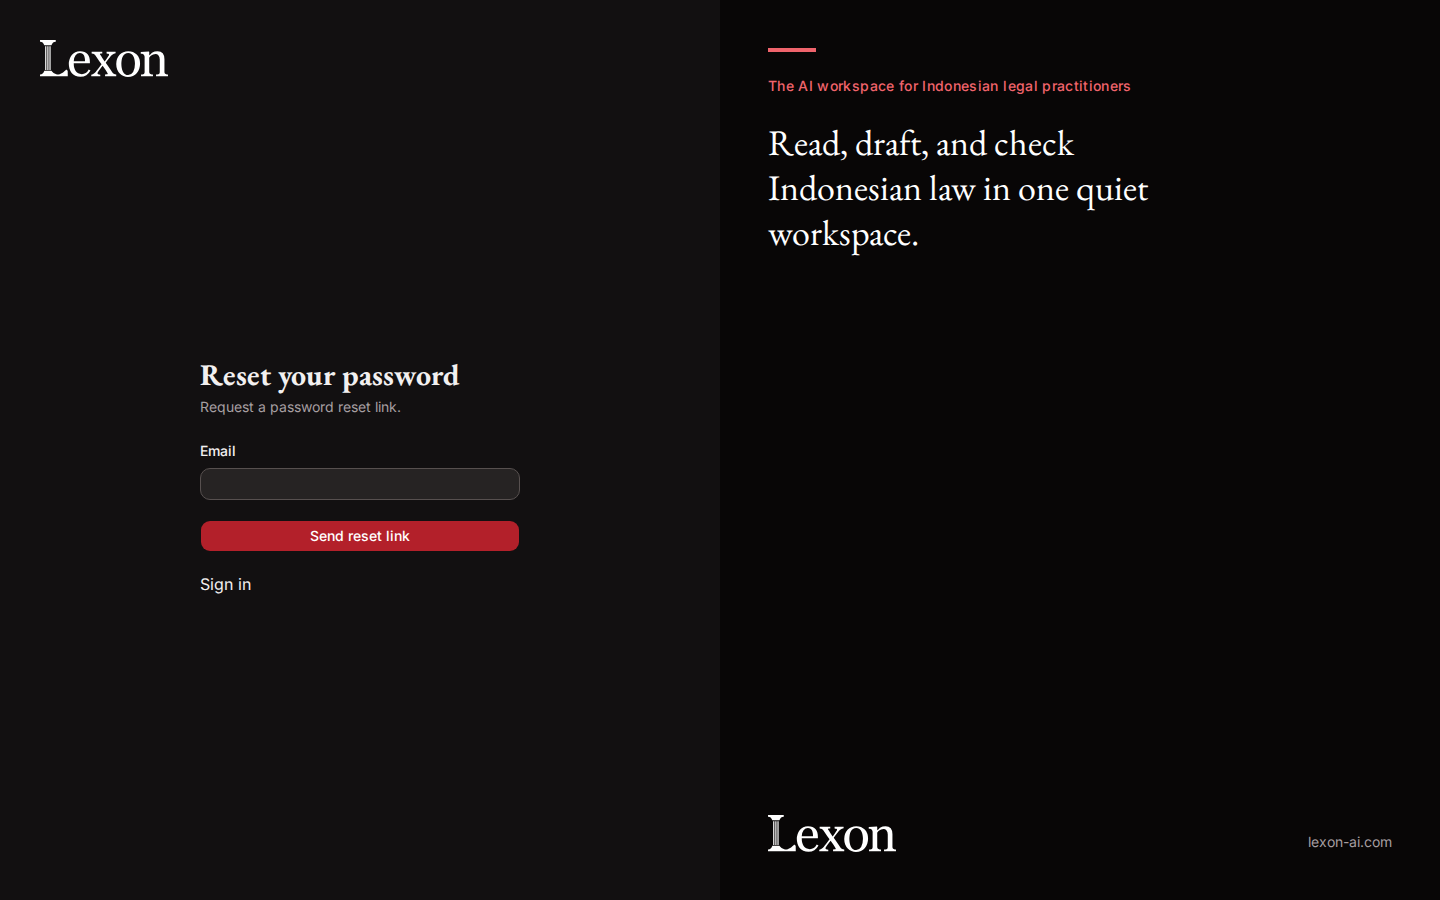 Lexon
Reset your password
Request a password reset link.
Email
Send reset link
Sign in
The AI workspace for Indonesian legal practitioners
Read, draft, and check
Indonesian law in one quiet
workspace.
Lexon
lexon-ai.com